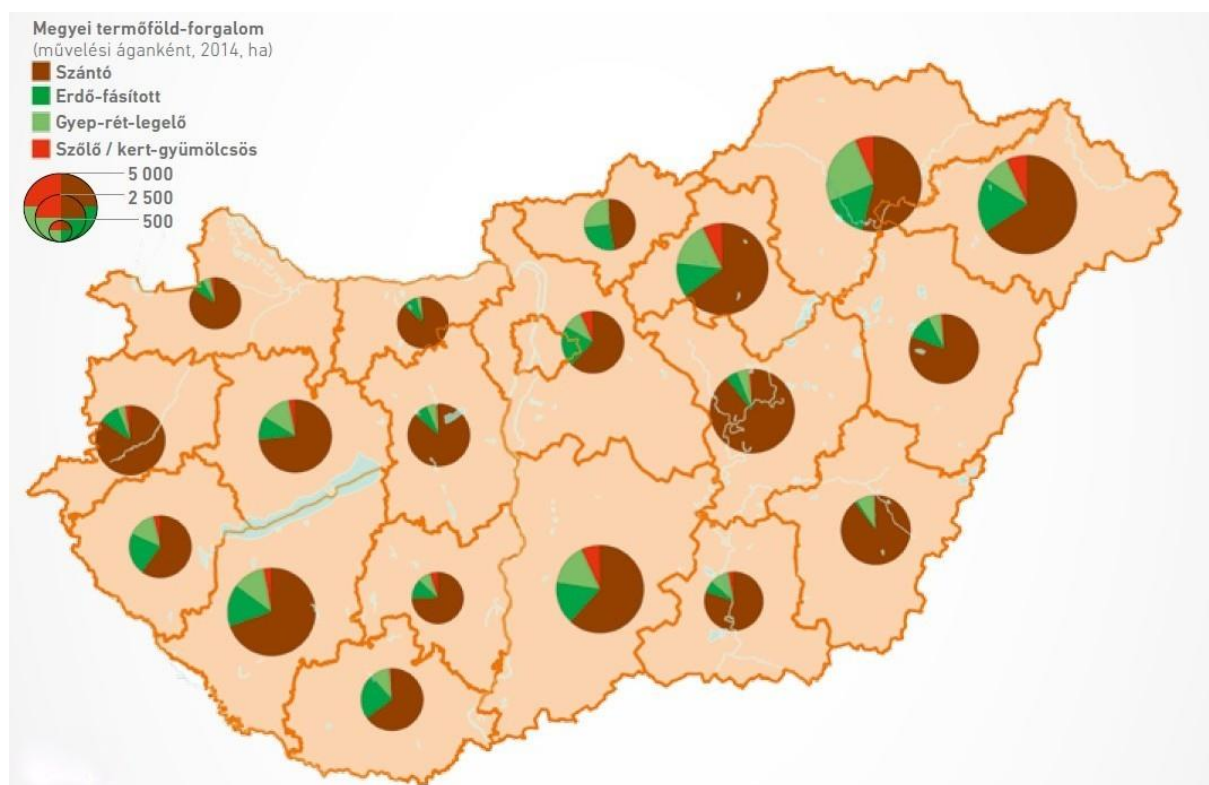 Megyei termőföld-forgalom
(művelési áganként, 2014, ha)
Szántó
Erdő-fásított
Gyep-rét-legelő
Szőlő / kert-gyümölcsös
5 000
2 500
500